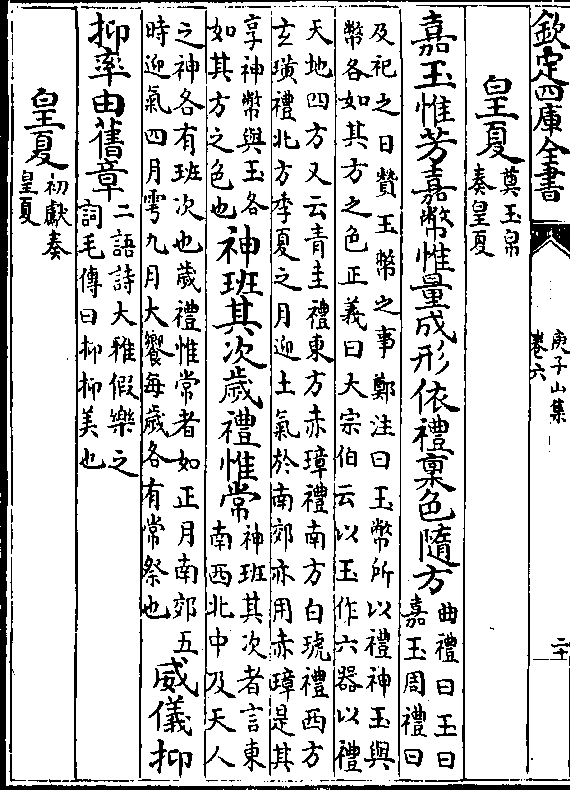 欽定四庫全書
庾子山集
卷六
二十
皇夏
奠玉帛
奏皇夏
嘉玉惟芳嘉幣惟量成形依禮稟色隨方
曲禮曰玉曰
嘉玉周禮曰
及祀之日贊玉幣之事鄭注曰玉幣所以禮神玉與
幣各如其方之色正義曰大宗伯云以玉作六器以禮
天地四方又云青圭禮東方赤璋禮南方白琥禮西方
玄璜禮北方季夏之月迎土氣於南郊亦用赤璋是其
享神幣與玉各
如其方之色也
神班其次歲禮惟常
神班其次者言東
南西北中及天人
之神各有班次也歲禮惟常者如正月南郊五
時迎氣四月雩九月大饗每歲各有常祭也
威儀抑
抑率由舊章
二語詩大雅假樂之
詞毛傳曰抑抑美也
皇夏
初獻奏
皇夏